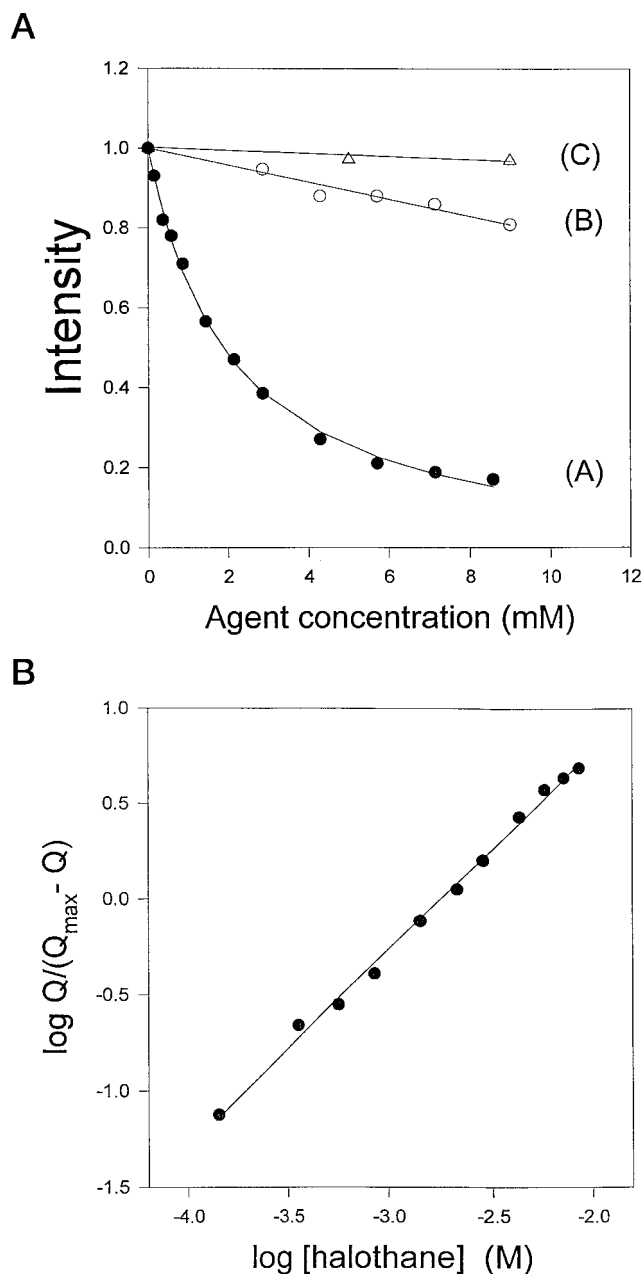 A
1.2
1.0
0.8
0.6
0.4
0.2
0.0
Intensity
(C)
(B)
(A)
0 2 4 6 8 10 12
Agent concentration (mM)
B
1.0
0.5
0.0
-0.5
-1.0
-1.5
log Q/(Qmax- Q)
-4.0 -3.5 -3.0 -2.5 -2.0
log [halothane] (M)